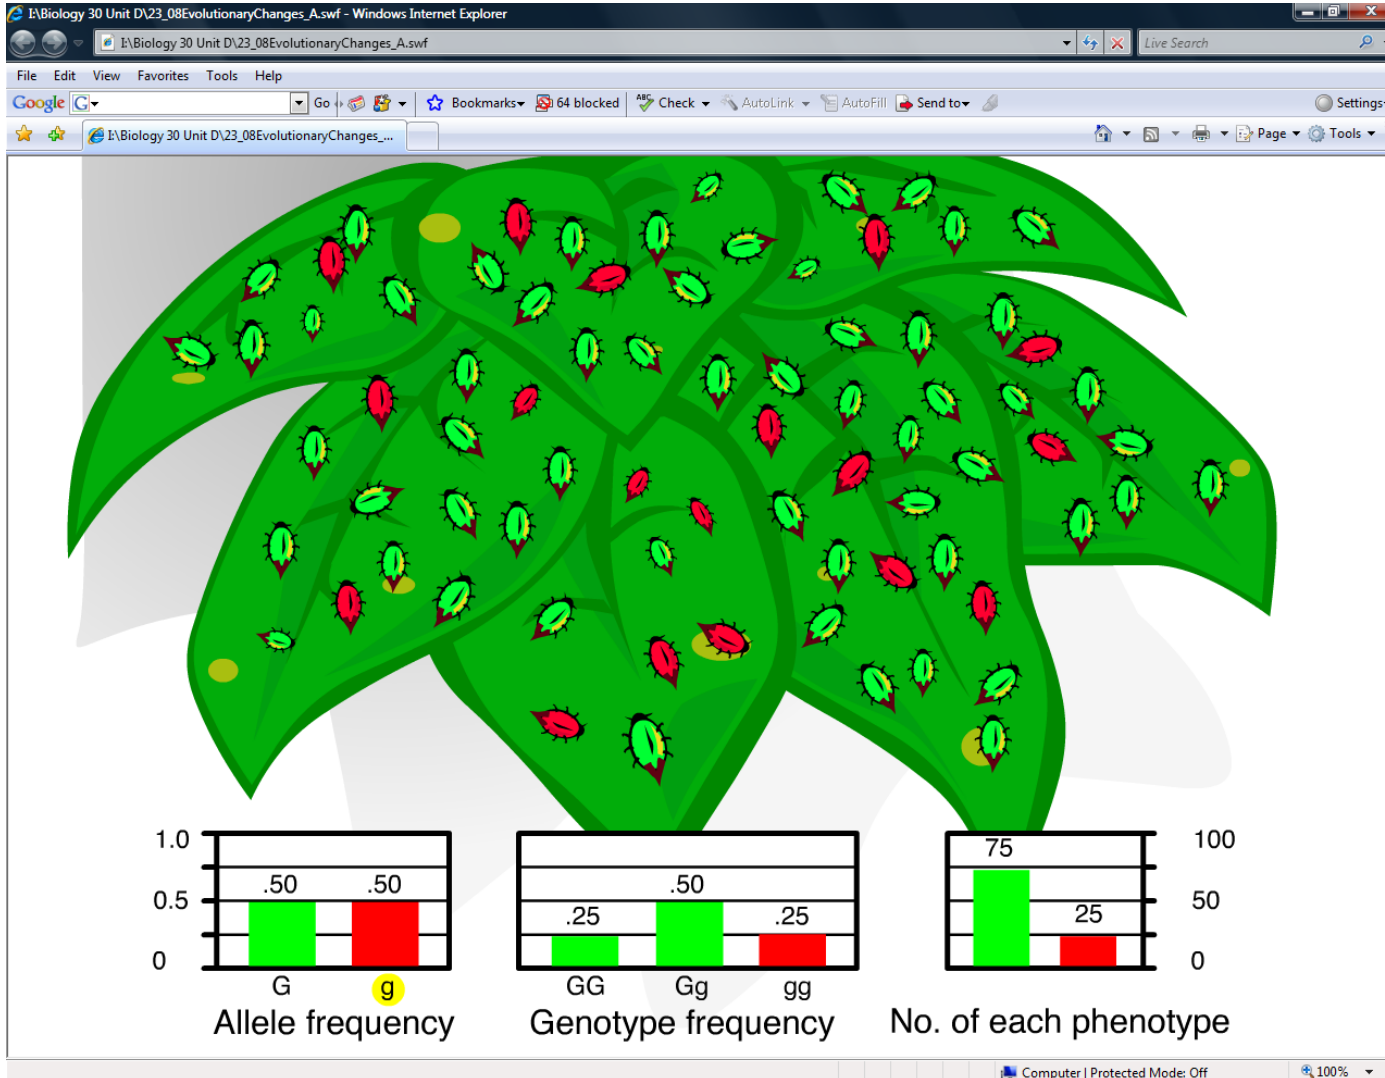 I:\Biology 30 Unit D\23_08EvolutionaryChanges_A.swf - Windows Internet Explorer
I:\Biology 30 Unit D\23_08EvolutionaryChanges_A.swf
Live Search
File Edit View Favorites Tools Help
Google G Go Bookmarks 64 blocked ABC Check AutoLink AutoFill Send to Settings
I:\Biology 30 Unit D\23_08EvolutionaryChanges_... Page Tools
1.0 75 100
.50 .50 .50
0.5 .25 .25 25 50
0 0
G g GG Gg gg
Allele frequency Genotype frequency No. of each phenotype
Computer | Protected Mode: Off 100%